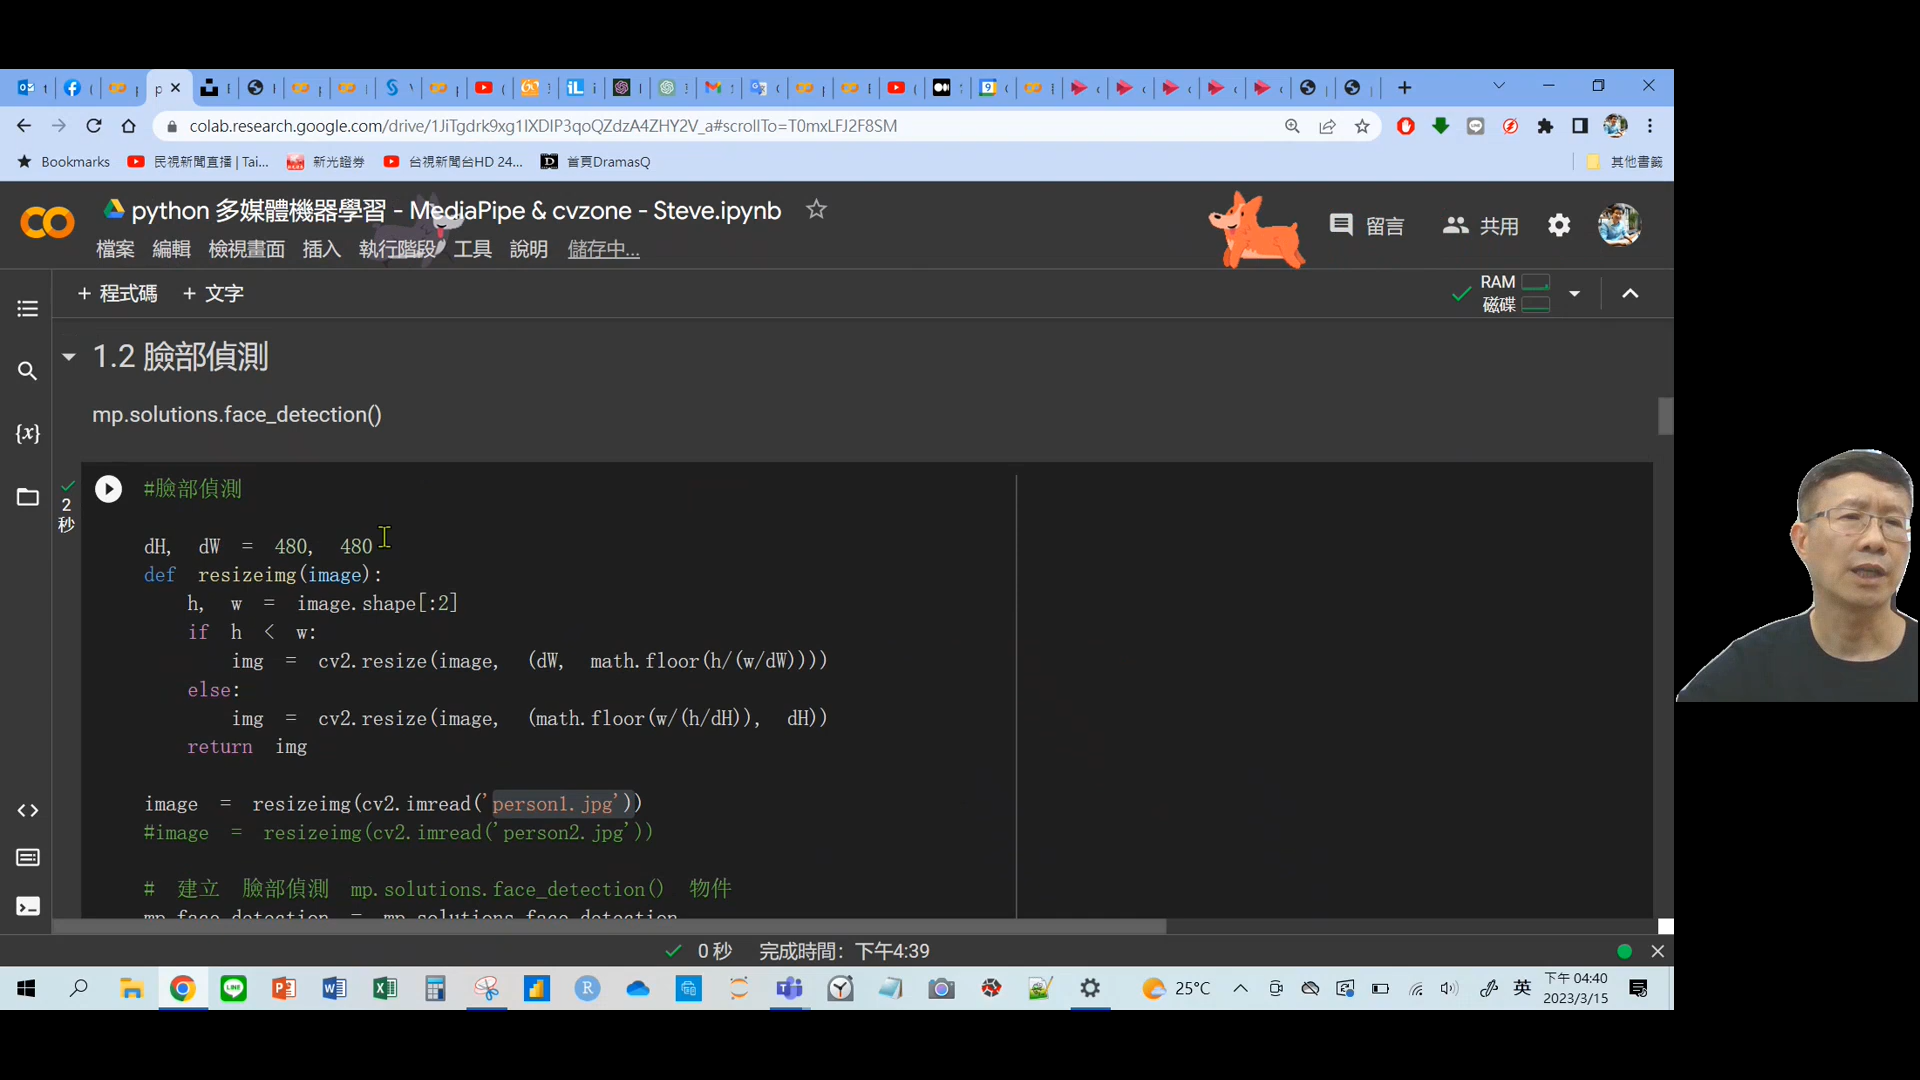 colab.research.google.com/drive/1JiTgdrk9xg1IXDIP3qoQZdzA4ZHY2V_a#scrollTo=T0mxLFJ2F8SM
Bookmarks 民視新聞直播 | Tai... 新光證券 台視新聞台HD 24... 首頁DramasQ 其他書籤
python 多媒體機器學習 - MediaPipe & cvzone - Steve.ipynb
留言 共用
檔案 編輯 檢視畫面 插入 執行階段 工具 說明 儲存中...
+ 程式碼 + 文字
RAM
磁碟
1.2 臉部偵測
mp.solutions.face_detection()
2
秒
#臉部偵測
dH, dW = 480, 480
def resizeimg(image):
h, w = image.shape[:2]
if h < w:
img = cv2.resize(image, (dW, math.floor(h/(w/dW))))
else:
img = cv2.resize(image, (math.floor(w/(h/dH)), dH))
return img
image = resizeimg(cv2.imread('person1.jpg'))
#image = resizeimg(cv2.imread('person2.jpg'))
# 建立 臉部偵測 mp.solutions.face_detection() 物件
mp_face_detection = mp.solutions.face_detection
0 秒 完成時間: 下午4:39
25°C 英 下午 04:40
2023/3/15